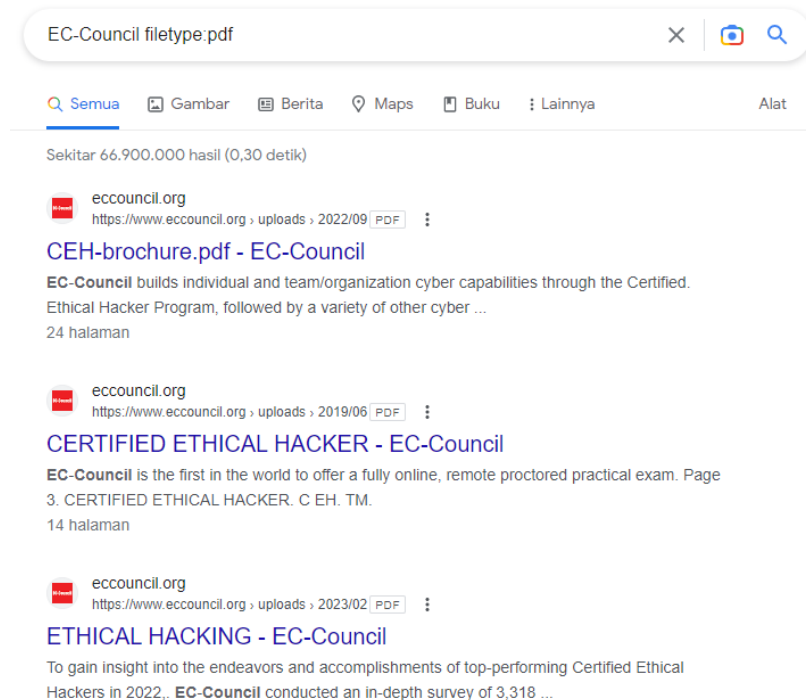 EC-Council filetype:pdf
Semua Gambar Berita Maps Buku Lainnya Alat
Sekitar 66.900.000 hasil (0,30 detik)
eccouncil.org
https://www.eccouncil.org › uploads › 2022/09 PDF
CEH-brochure.pdf - EC-Council
EC-Council builds individual and team/organization cyber capabilities through the Certified.
Ethical Hacker Program, followed by a variety of other cyber ...
24 halaman
eccouncil.org
https://www.eccouncil.org › uploads › 2019/06 PDF
CERTIFIED ETHICAL HACKER - EC-Council
EC-Council is the first in the world to offer a fully online, remote proctored practical exam. Page
3. CERTIFIED ETHICAL HACKER. C EH. TM.
14 halaman
eccouncil.org
https://www.eccouncil.org › uploads › 2023/02 PDF
ETHICAL HACKING - EC-Council
To gain insight into the endeavors and accomplishments of top-performing Certified Ethical
Hackers in 2022,. EC-Council conducted an in-depth survey of 3,318 ...